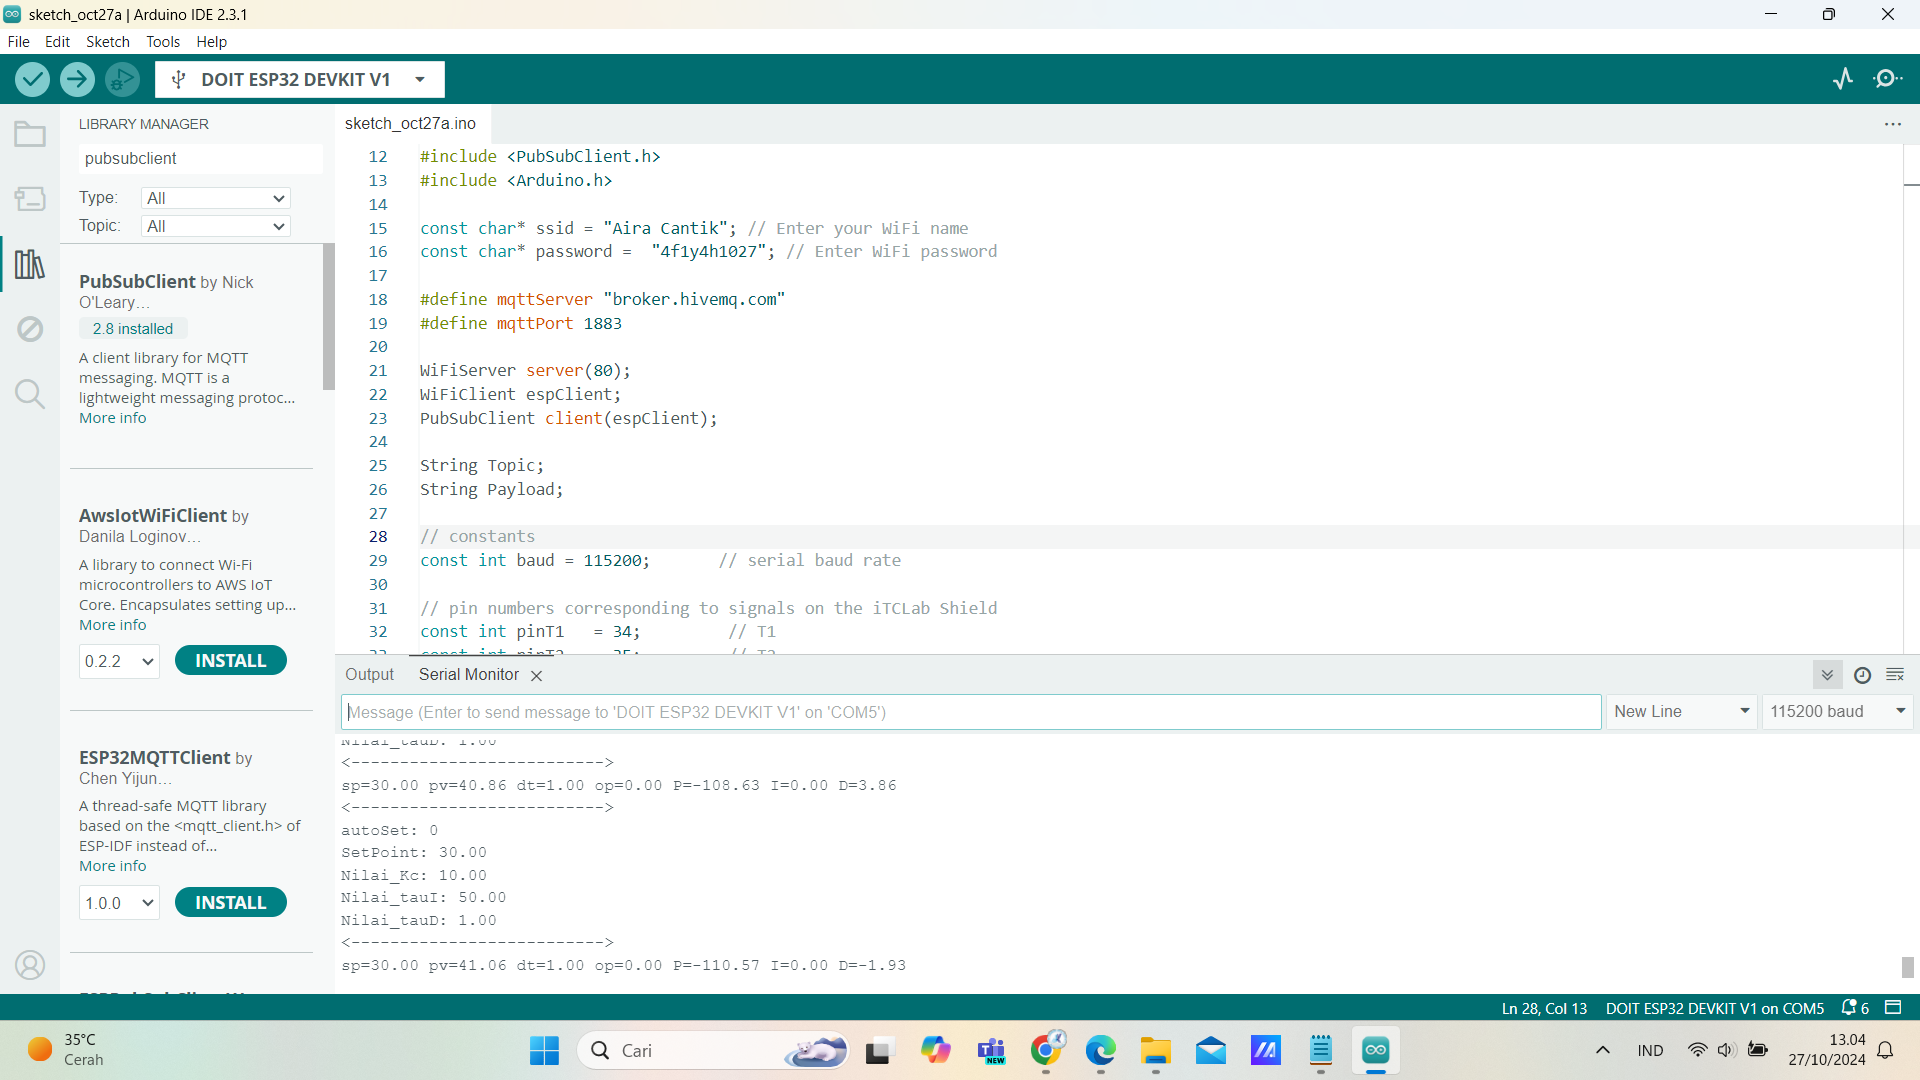 sketch_oct27a | Arduino IDE 2.3.1
File Edit Sketch Tools Help
DOIT ESP32 DEVKIT V1
LIBRARY MANAGER
pubsubclient
Type: All
Topic: All
PubSubClient by Nick
O'Leary...
2.8 installed
A client library for MQTT
messaging. MQTT is a
lightweight messaging protoc...
More info
AwsIotWiFiClient by
Danila Loginov...
A library to connect Wi-Fi
microcontrollers to AWS IoT
Core. Encapsulates setting up...
More info
0.2.2 INSTALL
ESP32MQTTClient by
Chen Yijun...
A thread-safe MQTT library
based on the <mqtt_client.h> of
ESP-IDF instead of...
More info
1.0.0 INSTALL
sketch_oct27a.ino
12 #include <PubSubClient.h>
13 #include <Arduino.h>
14
15 const char* ssid = "Aira Cantik"; // Enter your WiFi name
16 const char* password =  "4f1y4h1027"; // Enter WiFi password
17
18 #define mqttServer "broker.hivemq.com"
19 #define mqttPort 1883
20
21 WiFiServer server(80);
22 WiFiClient espClient;
23 PubSubClient client(espClient);
24
25 String Topic;
26 String Payload;
27
28 // constants
29 const int baud = 115200;       // serial baud rate
30
31 // pin numbers corresponding to signals on the iTCLab Shield
32 const int pinT1   = 34;         // T1
33 const int pinT2   = 35;         // T2
Output Serial Monitor
Message (Enter to send message to 'DOIT ESP32 DEVKIT V1' on 'COM5')
New Line
115200 baud
Nilai_tauD: 1.00
<-------------------------->
sp=30.00 pv=40.86 dt=1.00 op=0.00 P=-108.63 I=0.00 D=3.86
<-------------------------->
autoSet: 0
SetPoint: 30.00
Nilai_Kc: 10.00
Nilai_tauI: 50.00
Nilai_tauD: 1.00
<-------------------------->
sp=30.00 pv=41.06 dt=1.00 op=0.00 P=-110.57 I=0.00 D=-1.93
Ln 28, Col 13 DOIT ESP32 DEVKIT V1 on COM5 6
35°C
Cerah
Cari
NEW
IND
13.04
27/10/2024